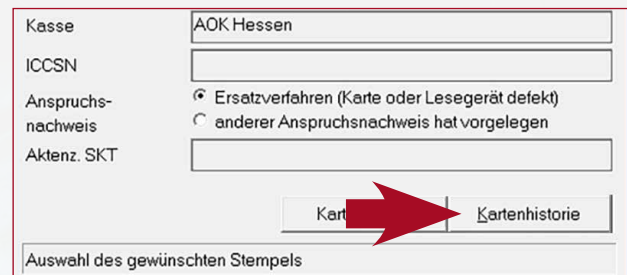 Kasse AOK Hessen
ICCSN
Anspruchs- Ersatzverfahren (Karte oder Lesegerät defekt)
nachweis anderer Anspruchsnachweis hat vorgelegen
Aktenz. SKT
Kartenhistorie
Auswahl des gewünschten Stempels